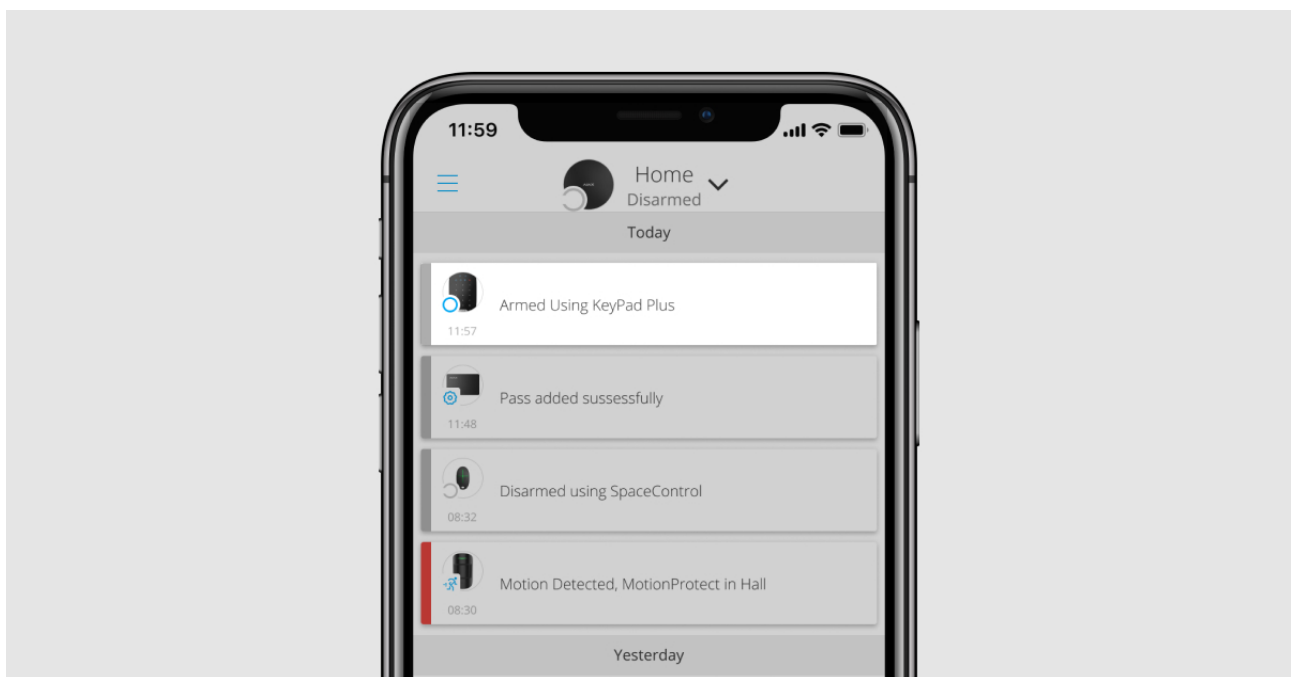 11:59
Home
Disarmed
Today
Armed Using KeyPad Plus
11:57
Pass added sussessfully
11:48
Disarmed using SpaceControl
08:32
Motion Detected, MotionProtect in Hall
08:30
Yesterday